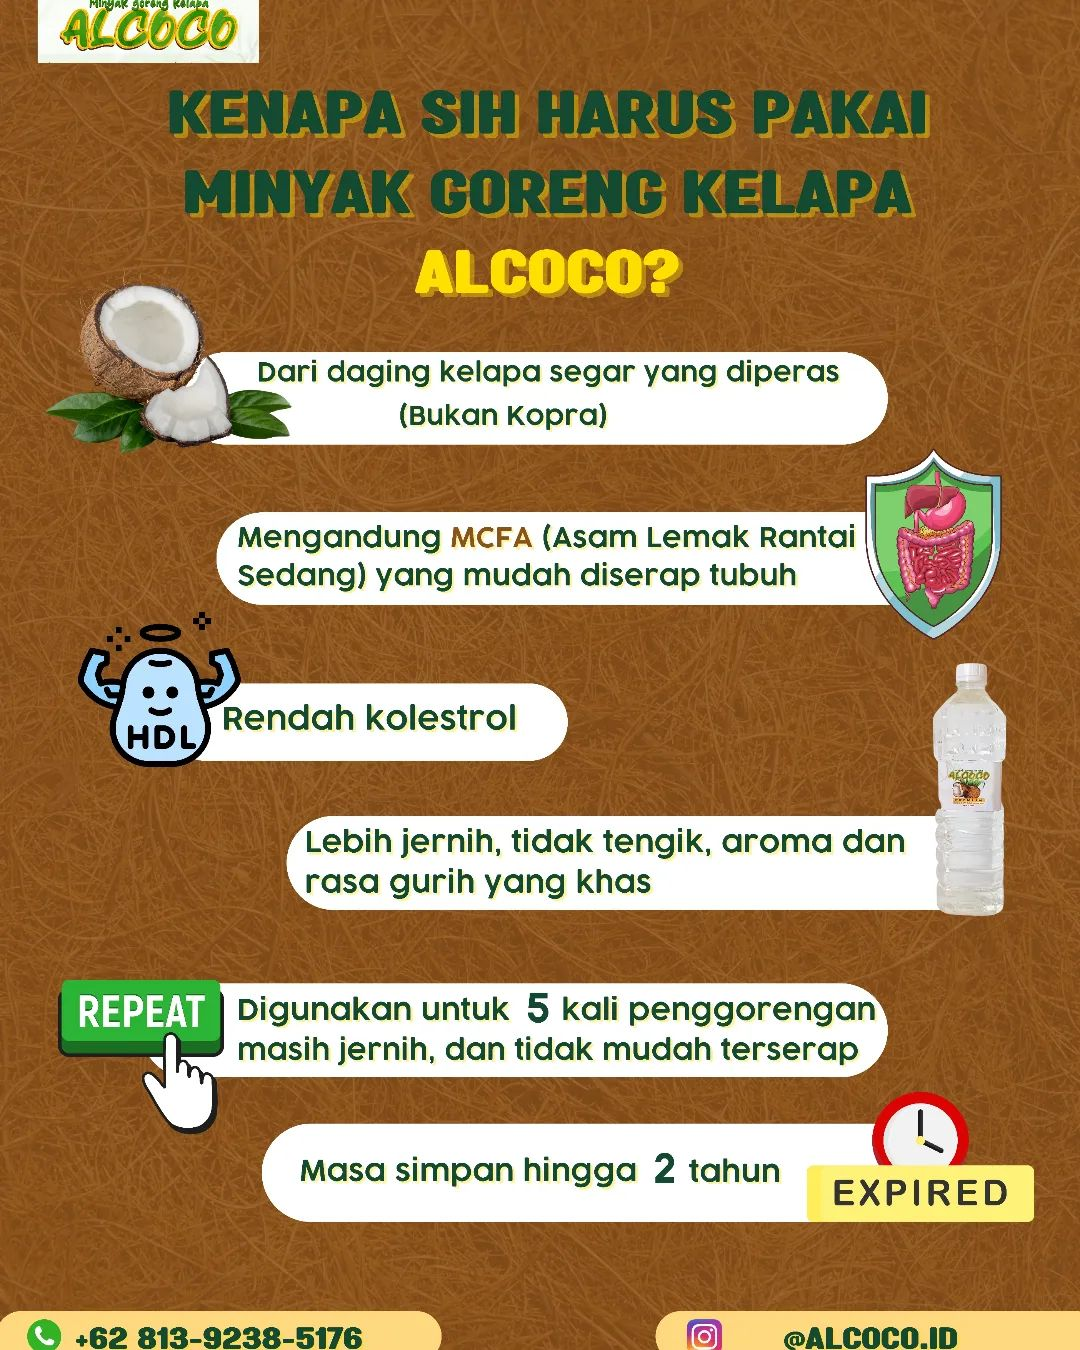 Minyak Goreng Kelapa
ALCOCO
KENAPA SIH HARUS PAKAI
MINYAK GORENG KELAPA
ALCOCO?
Dari daging kelapa segar yang diperas
(Bukan Kopra)
Mengandung MCFA (Asam Lemak Rantai
Sedang) yang mudah diserap tubuh
HDL
Rendah kolestrol
ALCOCO
Lebih jernih, tidak tengik, aroma dan
rasa gurih yang khas
REPEAT
Digunakan untuk 5 kali penggorengan
masih jernih, dan tidak mudah terserap
Masa simpan hingga 2 tahun
EXPIRED
+62 813-9238-5176
@ALCOCO.ID